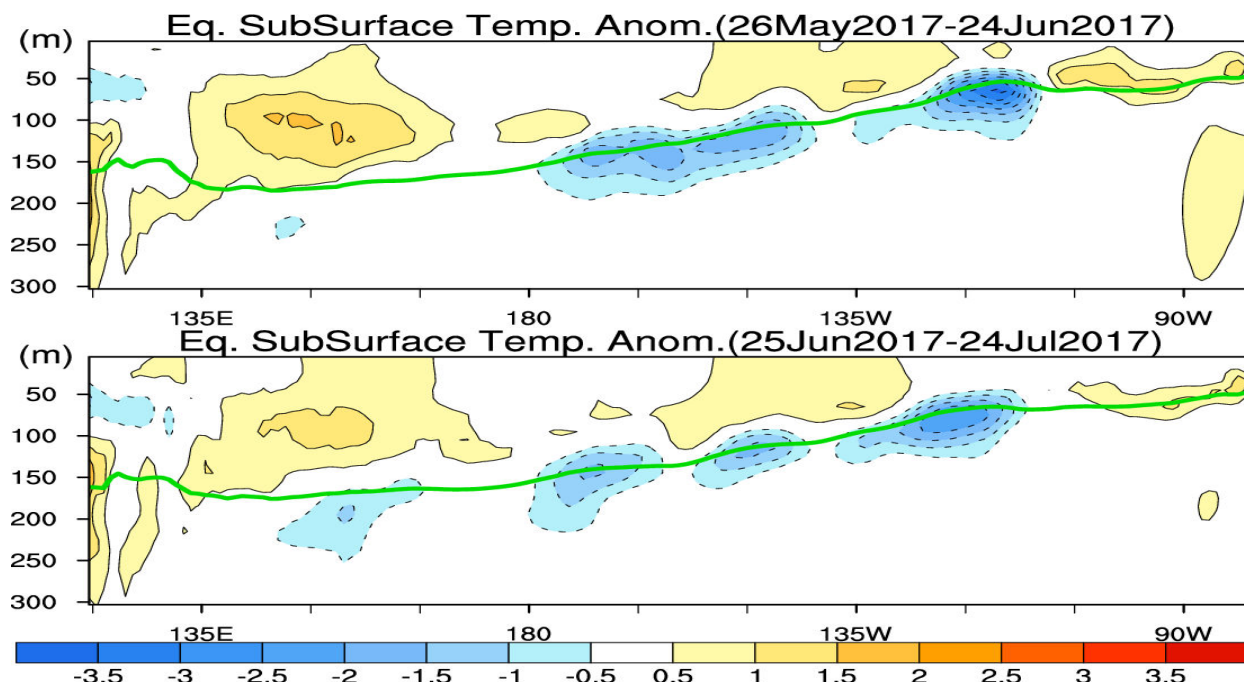 Eq. SubSurface Temp. Anom.(26May2017-24Jun2017)
(m)
50
100
150
200
250
300
135E 180 135W 90W
Eq. SubSurface Temp. Anom.(25Jun2017-24Jul2017)
(m)
50
100
150
200
250
300
135E 180 135W 90W
-3.5 -3 -2.5 -2 -1.5 -1 -0.5 0.5 1 1.5 2 2.5 3 3.5